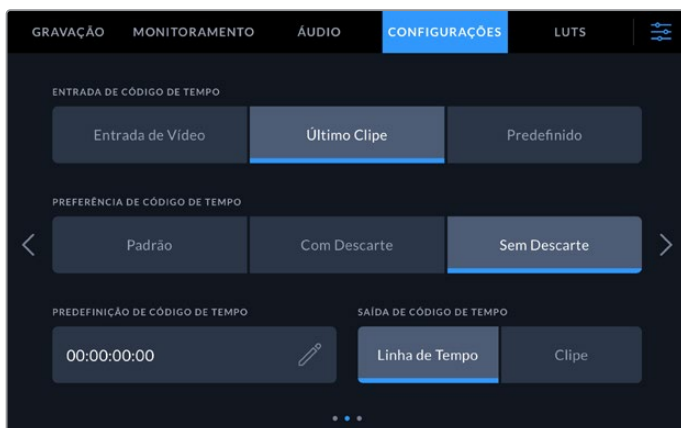 GRAVAÇÃO MONITORAMENTO ÁUDIO CONFIGURAÇÕES LUTS
ENTRADA DE CÓDIGO DE TEMPO
Entrada de Vídeo Último Clipe Predefinido
PREFERÊNCIA DE CÓDIGO DE TEMPO
Padrão Com Descarte Sem Descarte
PREDEFINIÇÃO DE CÓDIGO DE TEMPO SAÍDA DE CÓDIGO DE TEMPO
00:00:00:00 Linha de Tempo Clipe